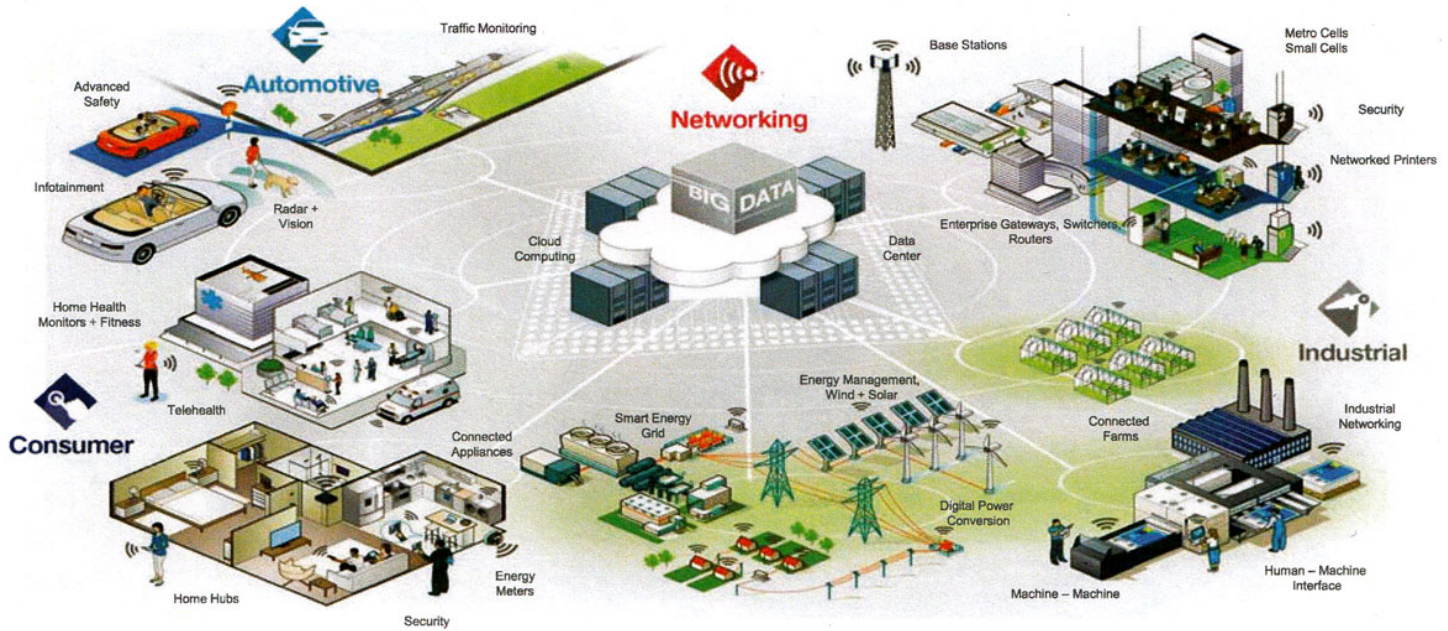 Traffic Monitoring
Automotive
Advanced
Safety
Infotainment
Radar +
Vision
Networking
BIG DATA
Cloud
Computing
Data
Center
Base Stations
Metro Cells
Small Cells
Security
Networked Printers
Enterprise Gateways, Switchers,
Routers
2
1
Home Health
Monitors + Fitness
Telehealth
Consumer
Connected
Appliances
Home Hubs
Security
Energy
Meters
Smart Energy
Grid
Energy Management,
Wind + Solar
Digital Power
Conversion
Industrial
Connected
Farms
Industrial
Networking
Machine – Machine
Human – Machine
Interface